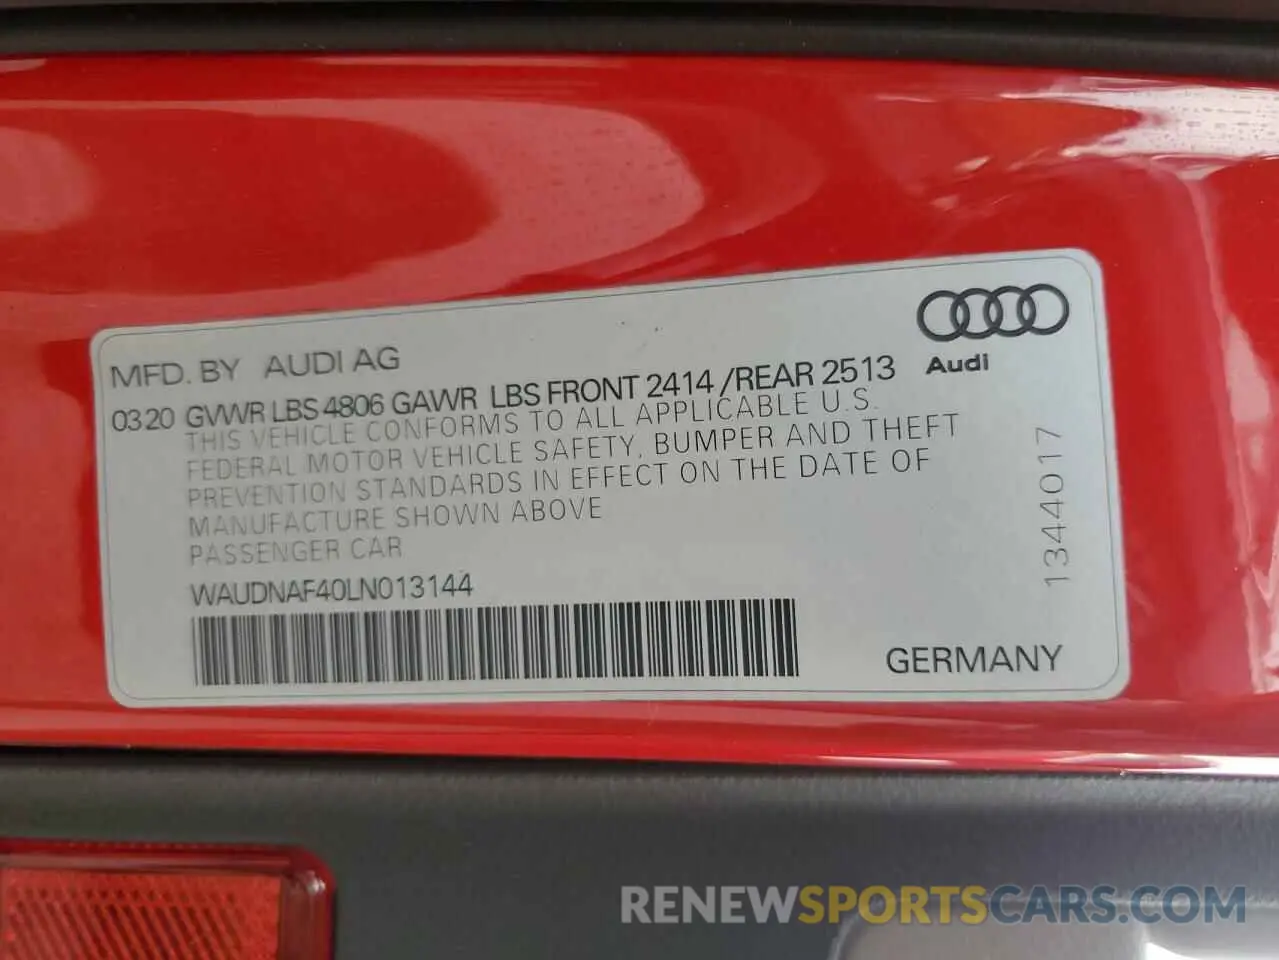 MFD. BY AUDI AG
Audi
03.20 GVWR LBS 4806 GAWR LBS FRONT 2414 /REAR 2513
THIS VEHICLE CONFORMS TO ALL APPLICABLE U.S.
FEDERAL MOTOR VEHICLE SAFETY, BUMPER AND THEFT
PREVENTION STANDARDS IN EFFECT ON THE DATE OF
MANUFACTURE SHOWN ABOVE
PASSENGER CAR
WAUDNAF40LN013144
1344017
GERMANY
RENEWSPORTSCARS.COM